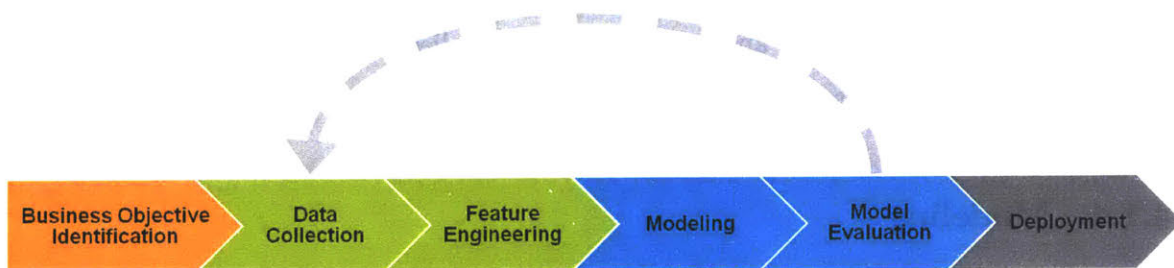 Business Objective
Identification
Data
Collection
Feature
Engineering
Modeling
Model
Evaluation
Deployment